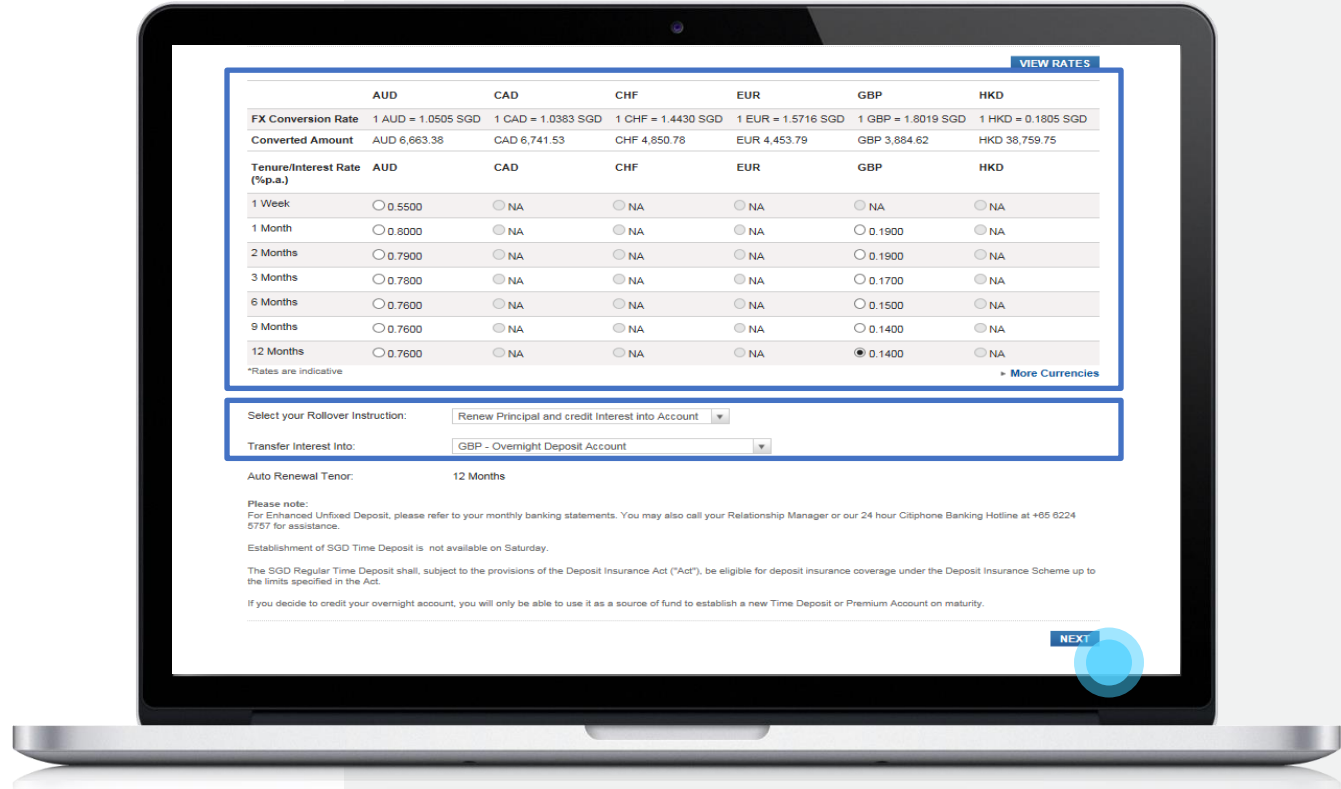 VIEW RATES
AUD CAD CHF EUR GBP HKD
FX Conversion Rate 1 AUD = 1.0505 SGD 1 CAD = 1.0383 SGD 1 CHF = 1.4430 SGD 1 EUR = 1.5716 SGD 1 GBP = 1.8019 SGD 1 HKD = 0.1805 SGD
Converted Amount AUD 6,663.38 CAD 6,741.53 CHF 4,850.78 EUR 4,453.79 GBP 3,884.62 HKD 38,759.75
Tenure/Interest Rate AUD CAD CHF EUR GBP HKD
(%p.a.)
1 Week 0.5500 NA NA NA NA NA
1 Month 0.8000 NA NA NA 0.1900 NA
2 Months 0.7900 NA NA NA 0.1900 NA
3 Months 0.7800 NA NA NA 0.1700 NA
6 Months 0.7600 NA NA NA 0.1500 NA
9 Months 0.7600 NA NA NA 0.1400 NA
12 Months 0.7600 NA NA NA 0.1400 NA
*Rates are indicative
More Currencies
Select your Rollover Instruction: Renew Principal and credit Interest into Account
Transfer Interest Into: GBP - Overnight Deposit Account
Auto Renewal Tenor: 12 Months
Please note:
For Enhanced Unfixed Deposit, please refer to your monthly banking statements. You may also call your Relationship Manager or our 24 hour Citiphone Banking Hotline at +65 6224
5757 for assistance.
Establishment of SGD Time Deposit is not available on Saturday.
The SGD Regular Time Deposit shall, subject to the provisions of the Deposit Insurance Act ("Act"), be eligible for deposit insurance coverage under the Deposit Insurance Scheme up to
the limits specified in the Act.
If you decide to credit your overnight account, you will only be able to use it as a source of fund to establish a new Time Deposit or Premium Account on maturity.
NEXT